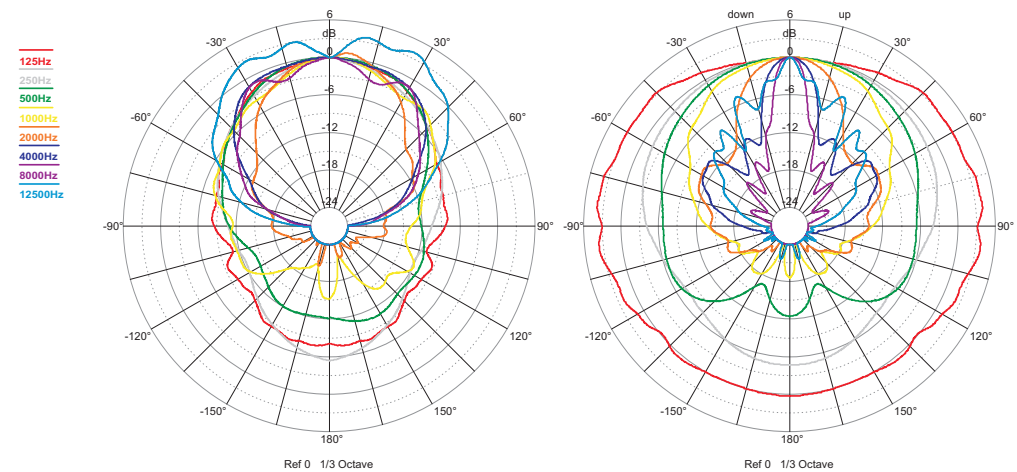 125Hz
250Hz
500Hz
1000Hz
2000Hz
4000Hz
8000Hz
12500Hz
6
dB
0
-6
-12
-18
-24
-30°
30°
-60°
60°
-90°
90°
-120°
120°
-150°
150°
180°
Ref 0 1/3 Octave
down
6
up
dB
0
-6
-12
-18
-24
-30°
30°
-60°
60°
-90°
90°
-120°
120°
-150°
150°
180°
Ref 0 1/3 Octave